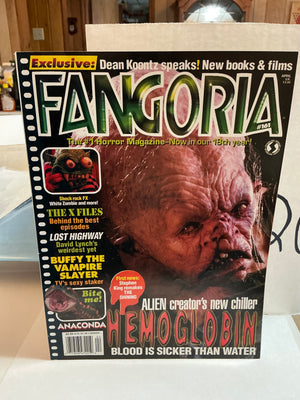 Exclusive:
Dean Koontz speaks! New books & films
FANGORIA
APRIL
#161
The #1 Horror Magazine–Now in our 18th year!
Shock rock FX
White Zombie and more!
THE X FILES
Behind the best
episodes
LOST HIGHWAY
David Lynch's
weirdest yet
BUFFY THE
VAMPIRE
SLAYER
TV's sexy staker
Bite
me!
ANACONDA
First news:
Stephen
King remakes
THE
SHINING
ALIEN creator's new chiller
HEMOGLOBIN
BLOOD IS SICKER THAN WATER